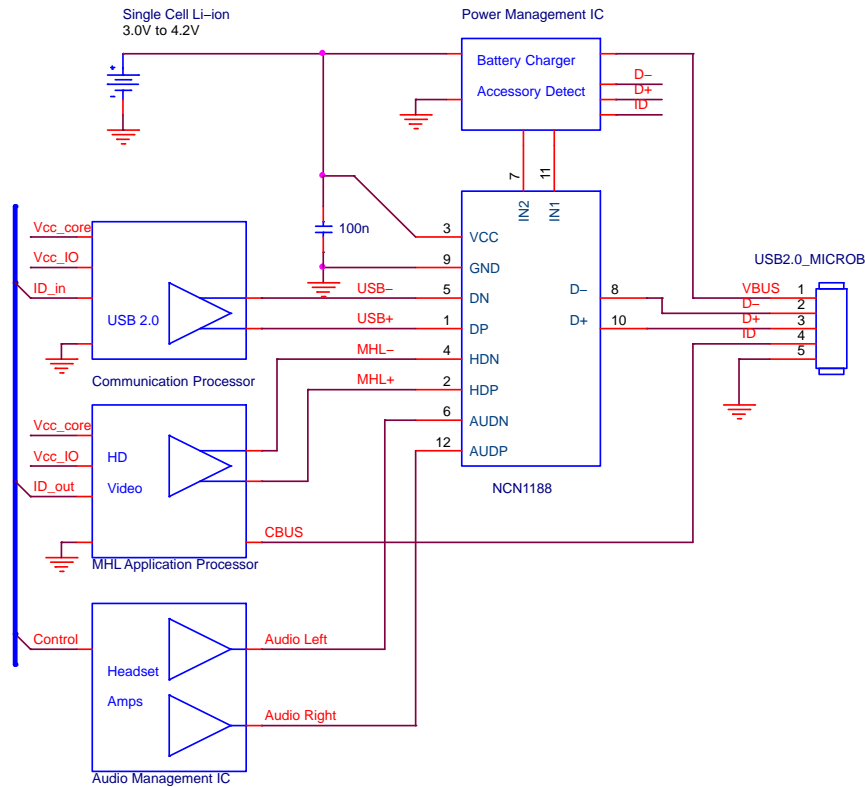 Single Cell Li–ion
3.0V to 4.2V
Power Management IC
Battery Charger
Accessory Detect
D–
D+
ID
7
11
IN2
IN1
100n
3
VCC
9
GND
5
DN
1
DP
4
HDN
2
HDP
6
AUDN
12
AUDP
D–
8
D+
10
NCN1188
USB2.0_MICROB
VBUS
1
D–
2
D+
3
ID
4
5
Vcc_core
Vcc_IO
ID_in
USB 2.0
USB–
USB+
Communication Processor
MHL–
MHL+
Vcc_core
Vcc_IO
ID_out
HD
Video
CBUS
MHL Application Processor
Control
Headset
Amps
Audio Left
Audio Right
Audio Management IC